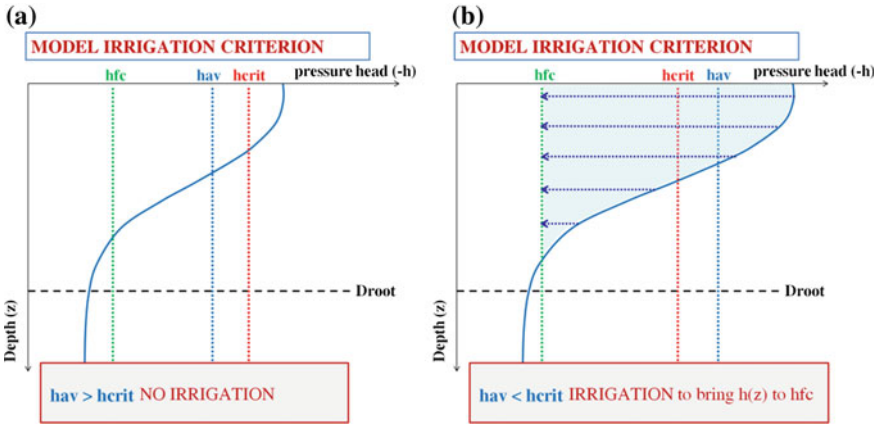 (a)
MODEL IRRIGATION CRITERION
pressure head (-h)
hfc
hav
hcrit
Droot
Depth (z)
hav > hcrit NO IRRIGATION
(b)
MODEL IRRIGATION CRITERION
pressure head (-h)
hfc
hcrit
hav
Droot
Depth (z)
hav < hcrit IRRIGATION to bring h(z) to hfc